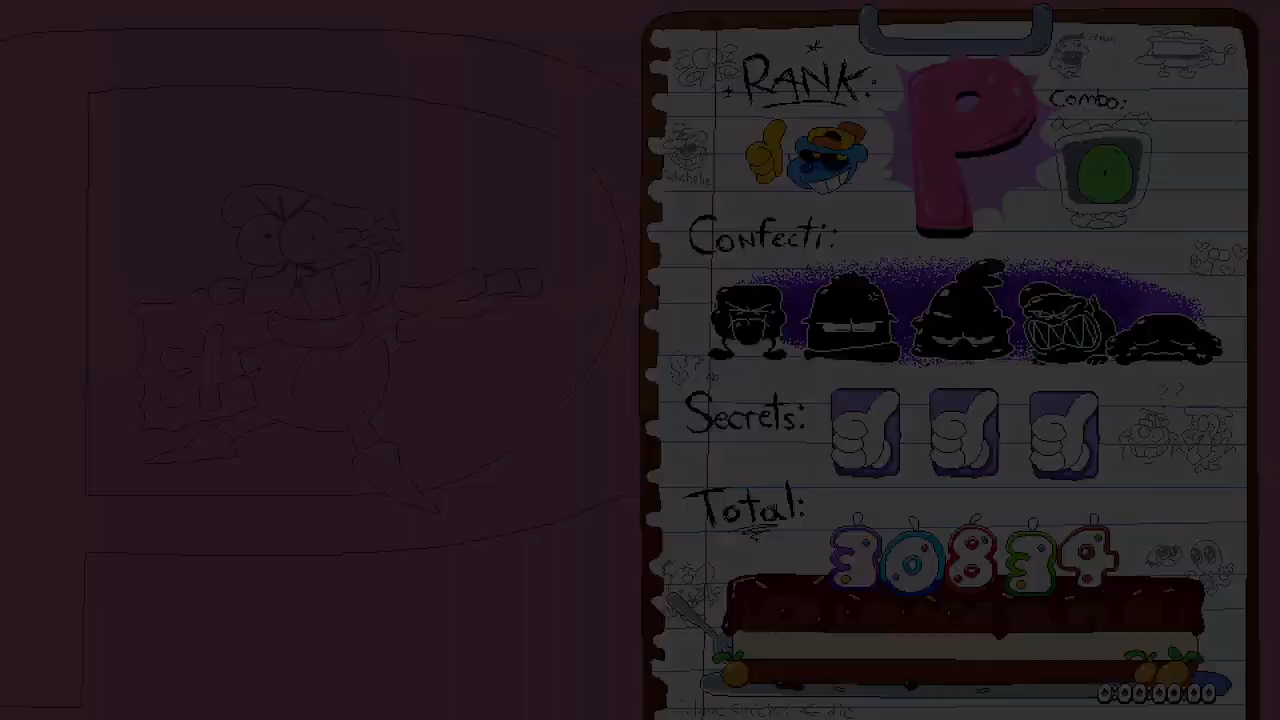 RANK:
P
Combo:
Confecti:
Secrets:
? ?
Total:
30834
0:00:00:00